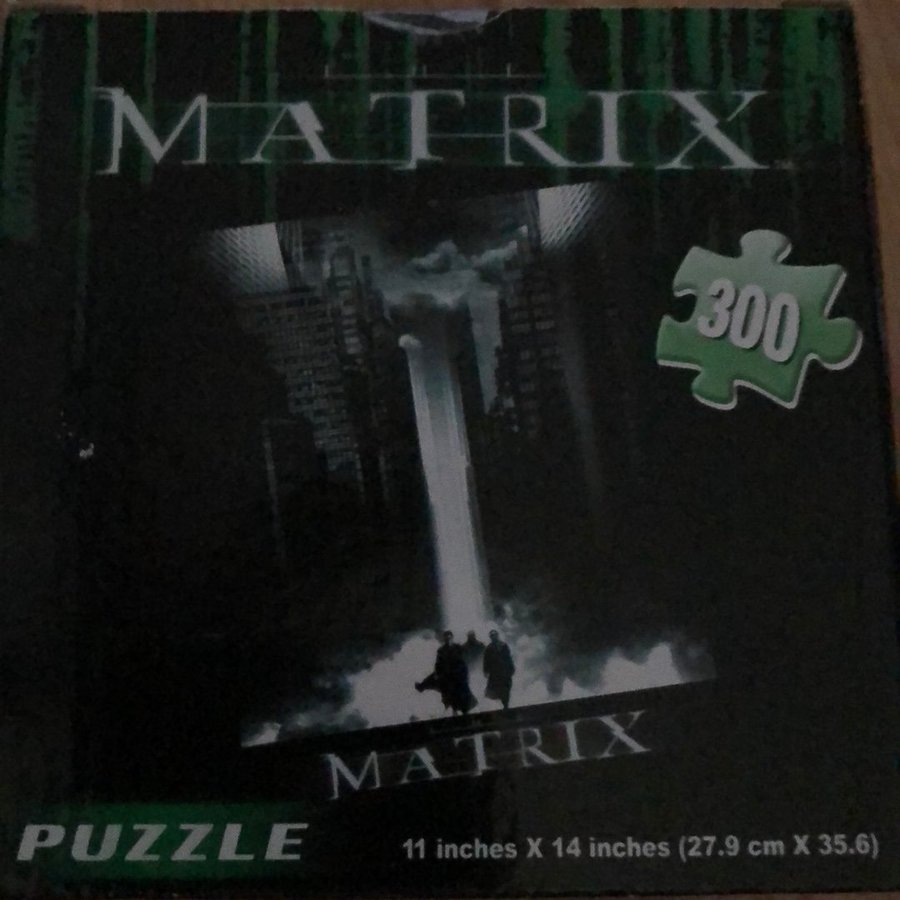 MATRIX
300
MATRIX
PUZZLE
11 inches X 14 inches (27.9 cm X 35.6)